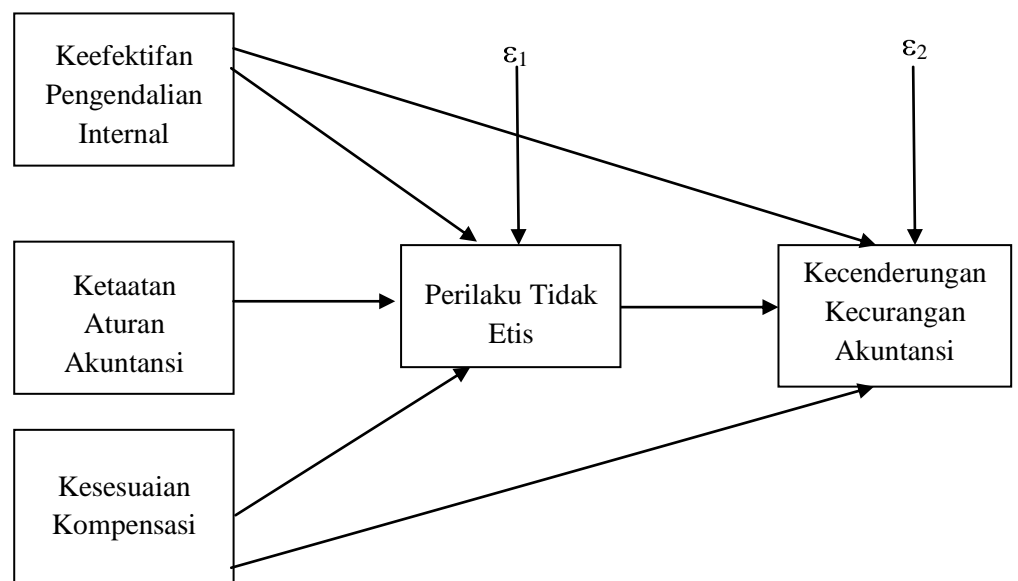 Keefektifan
Pengendalian
Internal
ε1
ε2
Ketaatan
Aturan
Akuntansi
Perilaku Tidak
Etis
Kecenderungan
Kecurangan
Akuntansi
Kesesuaian
Kompensasi